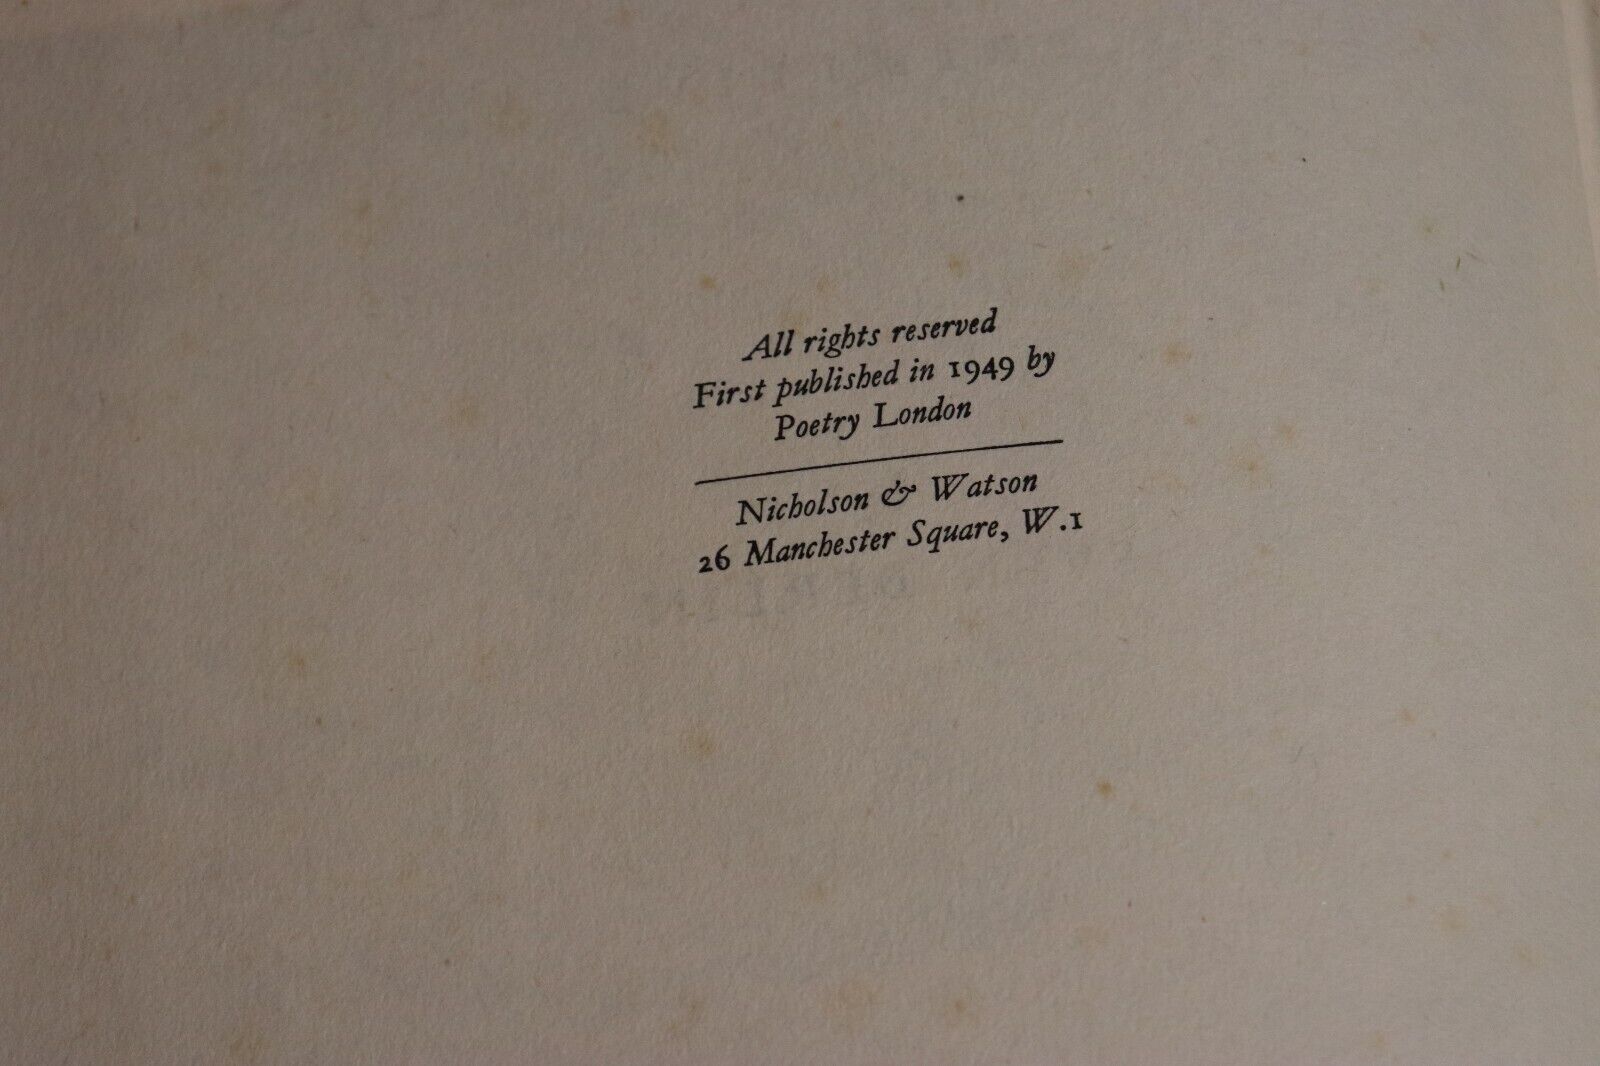 All rights reserved
First published in 1949 by
Poetry London
Nicholson & Watson
26 Manchester Square, W.1